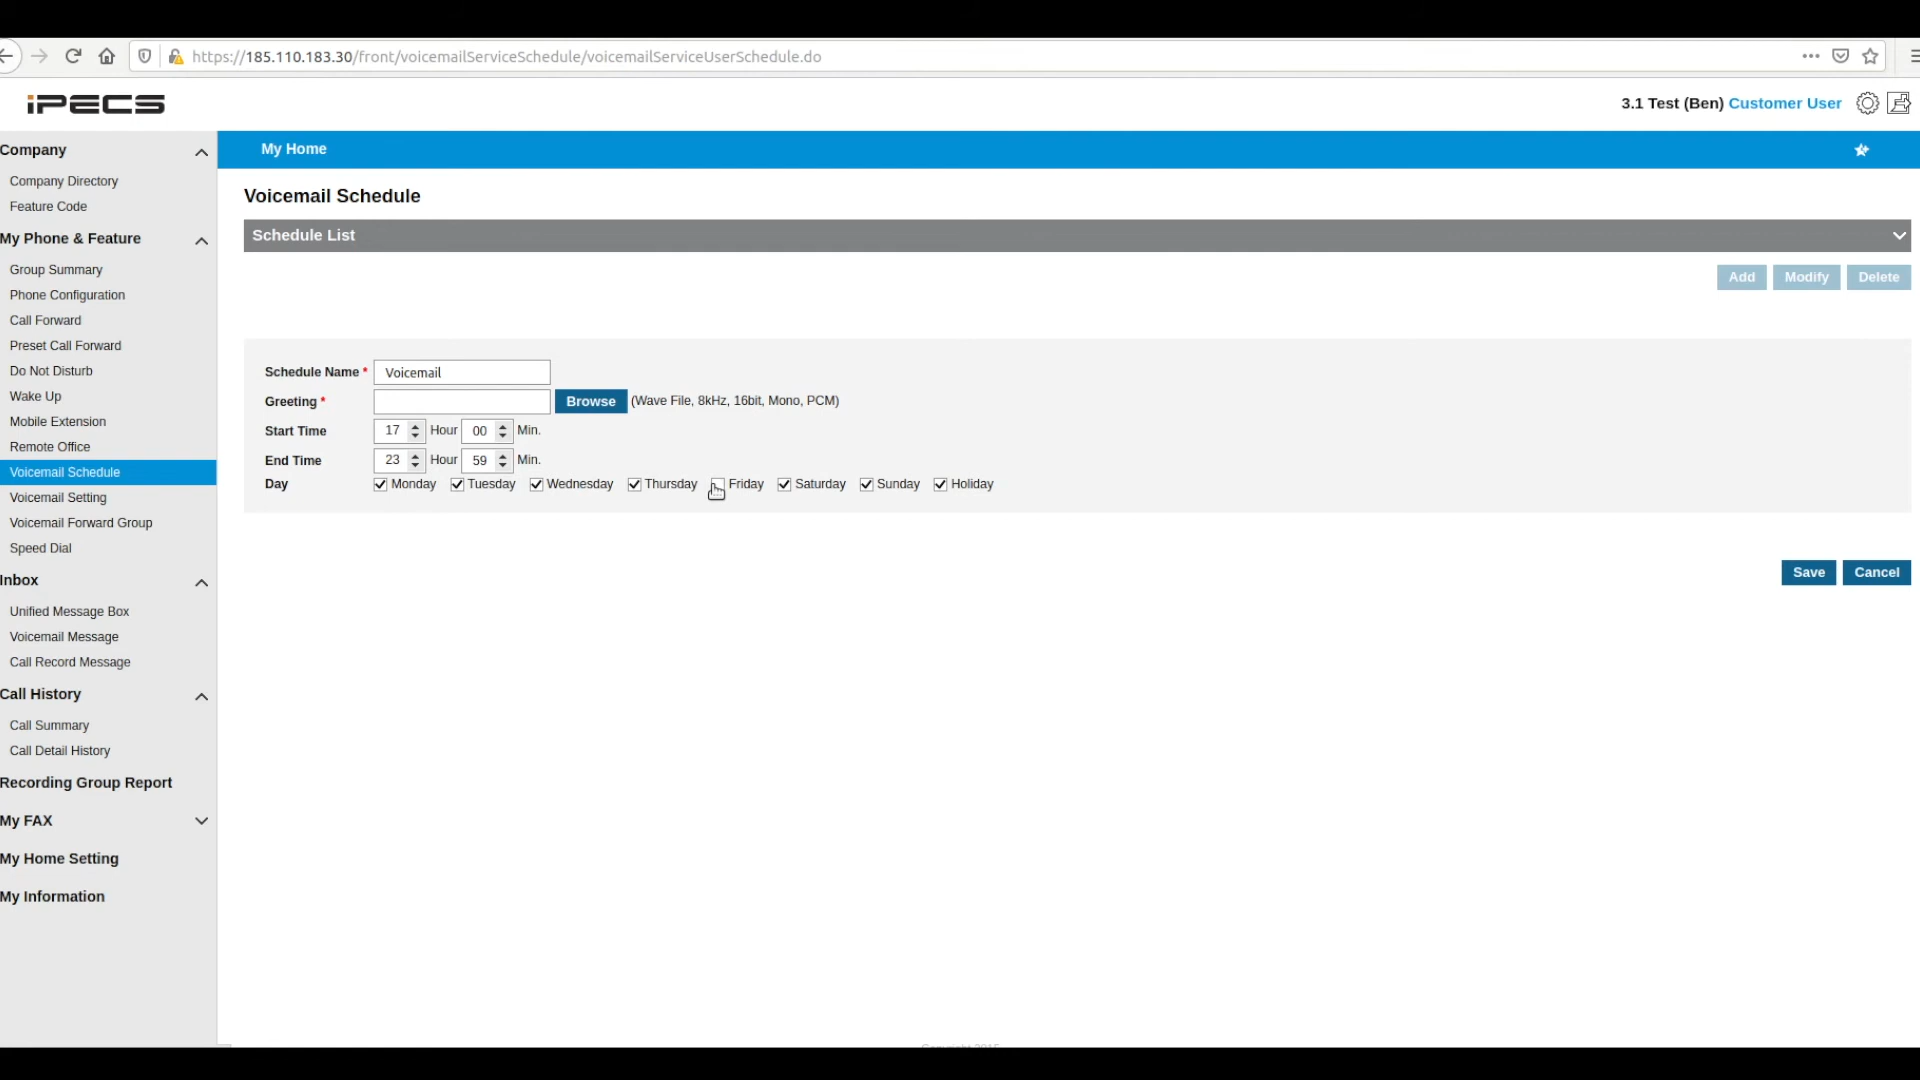 https://185.110.183.30/front/voicemailServiceSchedule/voicemailServiceUserSchedule.do
iPECS
3.1 Test (Ben) Customer User
My Home
Company
Company Directory
Feature Code
My Phone & Feature
Group Summary
Phone Configuration
Call Forward
Preset Call Forward
Do Not Disturb
Wake Up
Mobile Extension
Remote Office
Voicemail Schedule
Voicemail Setting
Voicemail Forward Group
Speed Dial
Inbox
Unified Message Box
Voicemail Message
Call Record Message
Call History
Call Summary
Call Detail History
Recording Group Report
My FAX
My Home Setting
My Information
Voicemail Schedule
Schedule List
Add Modify Delete
Schedule Name * Voicemail
Greeting * Browse (Wave File, 8kHz, 16bit, Mono, PCM)
Start Time 17 Hour 00 Min.
End Time 23 Hour 59 Min.
Day Monday Tuesday Wednesday Thursday Friday Saturday Sunday Holiday
Save Cancel